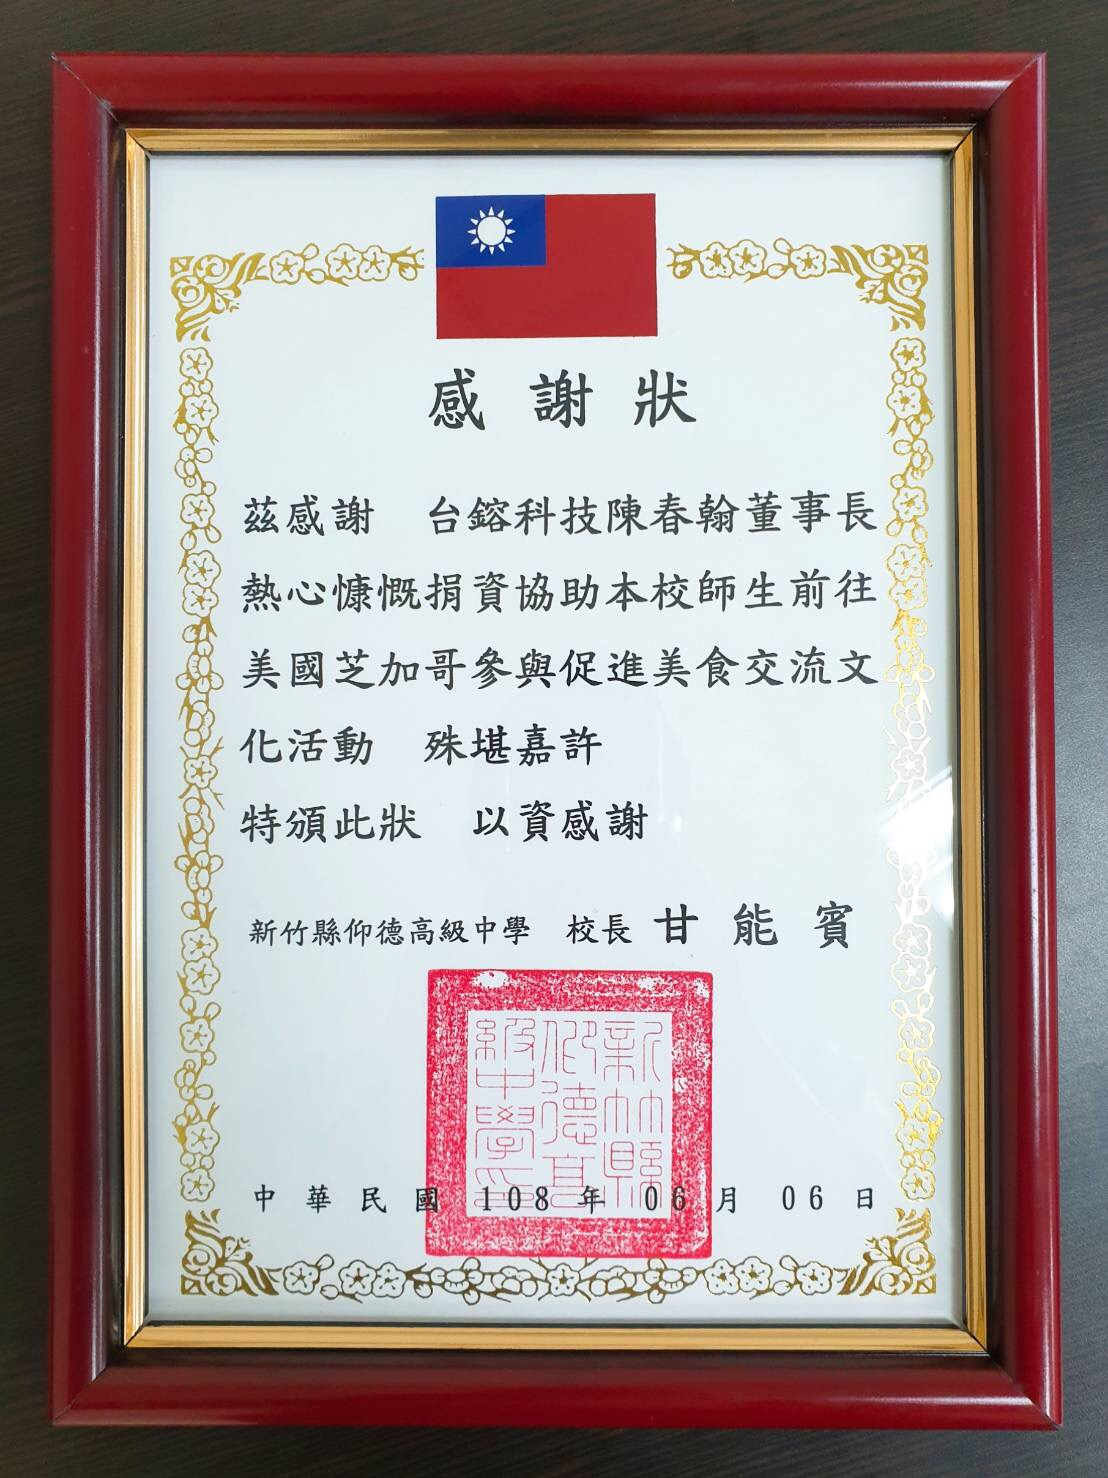 感謝狀
茲感謝　台鎔科技陳春翰董事長
熱心慷慨捐資協助本校師生前往
美國芝加哥參與促進美食交流文
化活動　殊堪嘉許
特頒此狀　以資感謝
新竹縣仰德高級中學　校長 甘能賓
新竹縣
仰德高
級中學印
中華民國 108 年 06 月 06 日